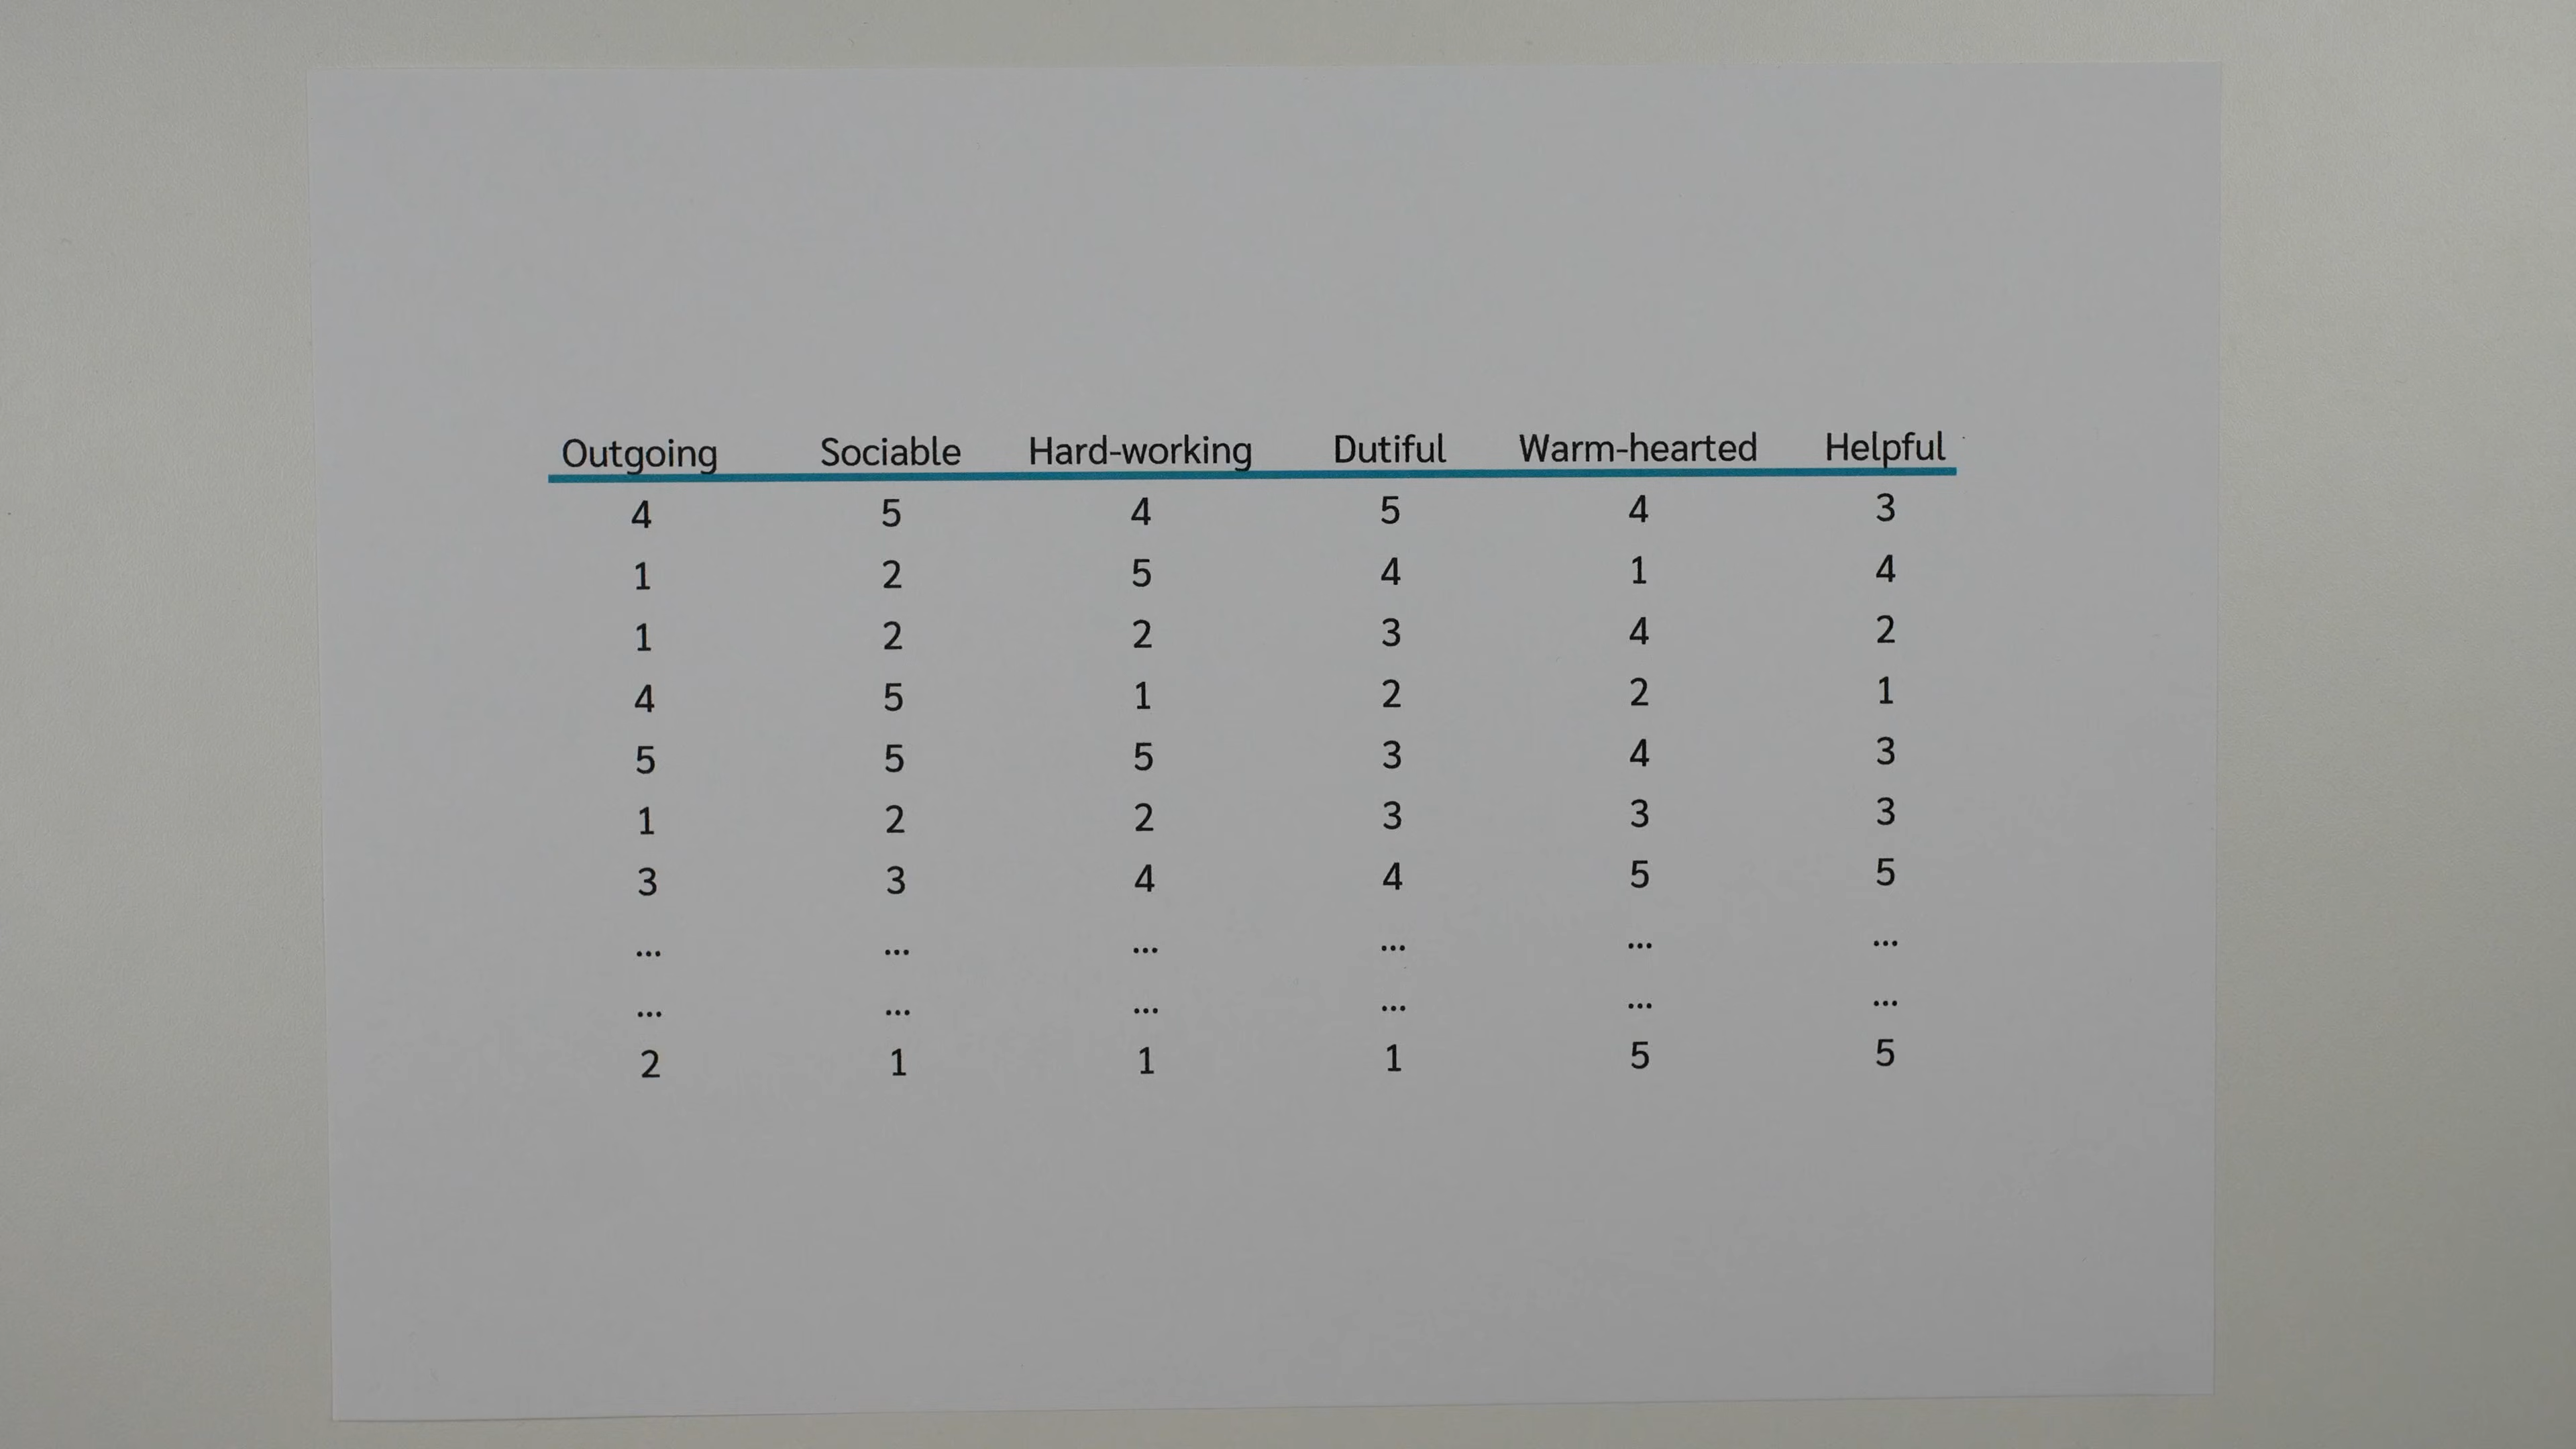 Outgoing Sociable Hard-working Dutiful Warm-hearted Helpful
4 5 4 5 4 3
1 2 5 4 1 4
1 2 2 3 4 2
4 5 1 2 2 1
5 5 5 3 4 3
1 2 2 3 3 3
3 3 4 4 5 5
... ... ... ... ... ...
... ... ... ... ... ...
2 1 1 1 5 5